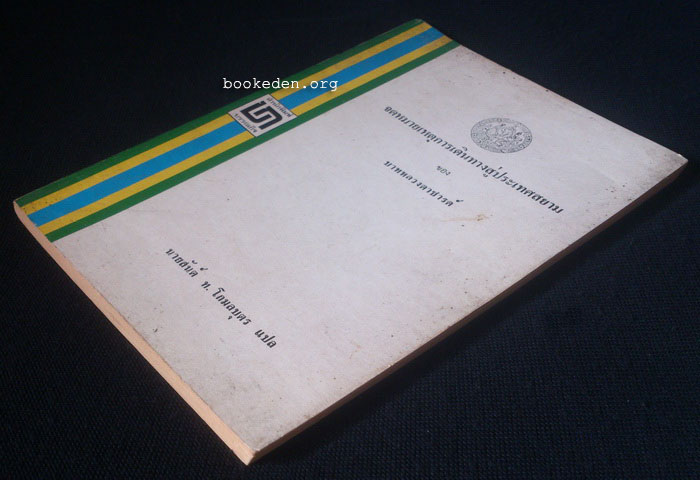 bookeden.org
จดหมายเหตุการเดินทางสู่ประเทศสยาม
ของ
บาทหลวงตาชารด์
นายสันต์ ท. โกมลบุตร แปล